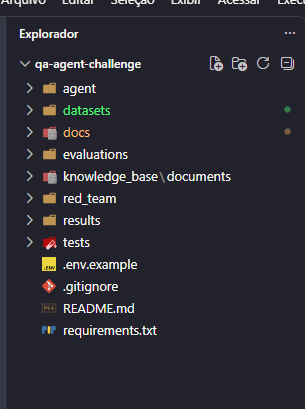 Arquivo Editar Seleção Exibir Acessar Execut
Explorador ...
qa-agent-challenge
agent
datasets
docs
evaluations
knowledge_base\documents
red_team
results
tests
.env.example
.gitignore
README.md
requirements.txt